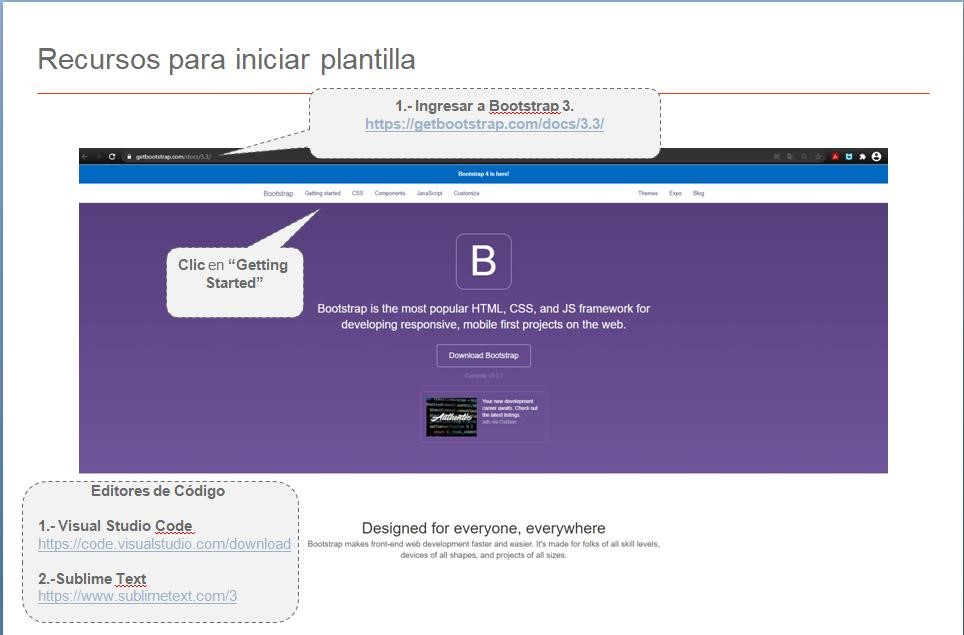 Recursos para iniciar plantilla
1.- Ingresar a Bootstrap 3.
https://getbootstrap.com/docs/3.3/
getbootstrap.com/docs/3.3/
Bootstrap 4 is here!
Bootstrap Getting started CSS Components JavaScript Customize Themes Expo Blog
Clic en “Getting
Started”
B
Bootstrap is the most popular HTML, CSS, and JS framework for
developing responsive, mobile first projects on the web.
Download Bootstrap
Currently v3.3.7
Authentic
Your new development
career awaits. Check out
the latest listings.
ads via Carbon
Editores de Código
1.- Visual Studio Code
https://code.visualstudio.com/download
2.-Sublime Text
https://www.sublimetext.com/3
Designed for everyone, everywhere
Bootstrap makes front-end web development faster and easier. It's made for folks of all skill levels,
devices of all shapes, and projects of all sizes.